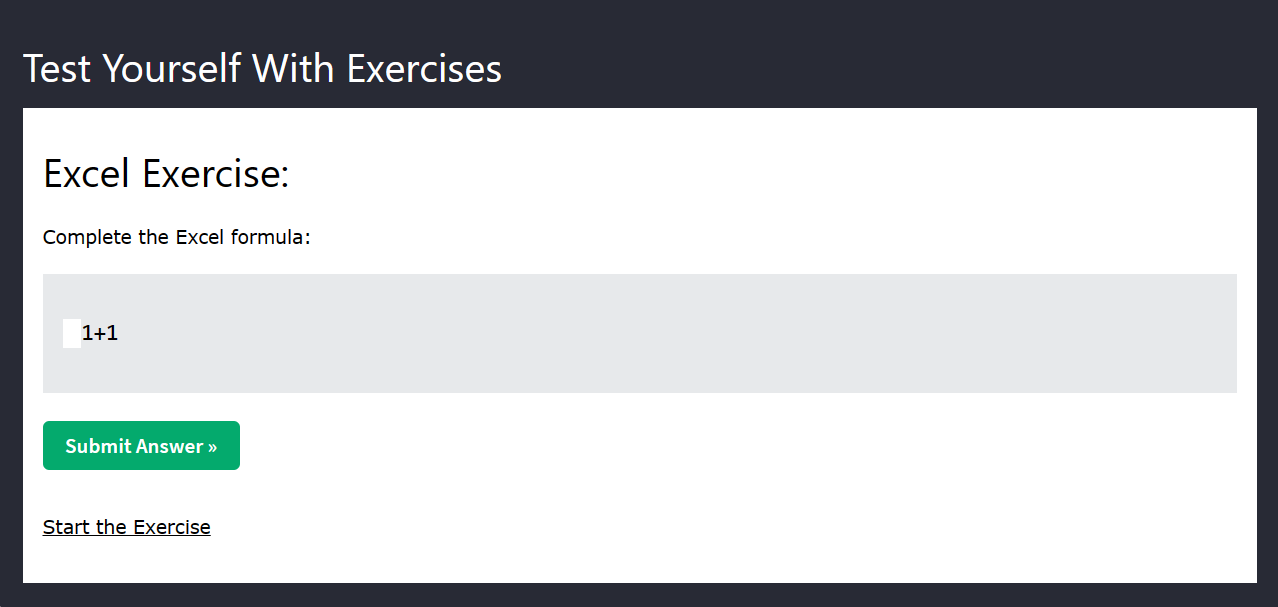 Test Yourself With Exercises
Excel Exercise:
Complete the Excel formula:
1+1
Submit Answer »
Start the Exercise